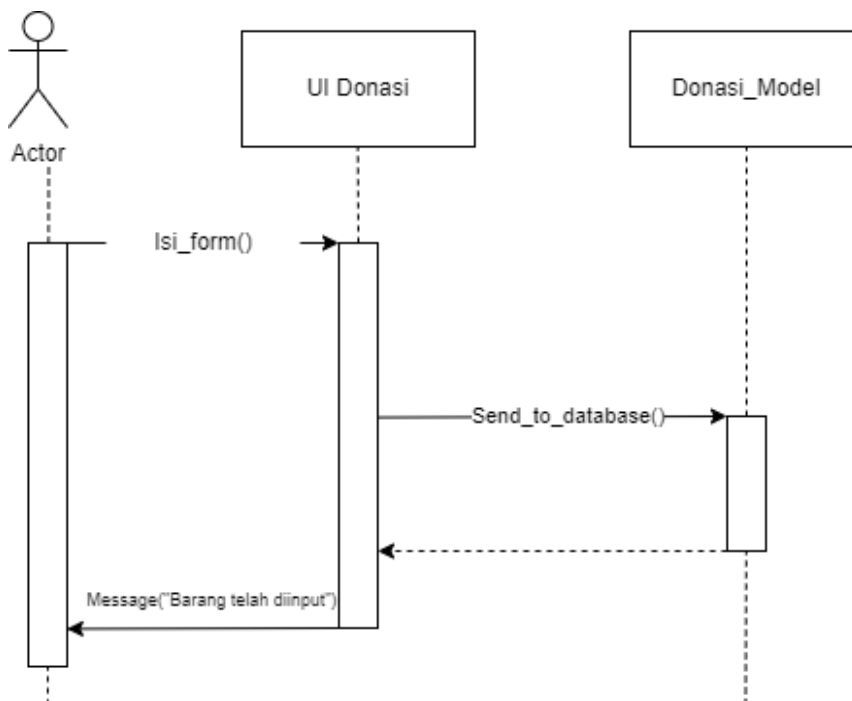 UI Donasi
Donasi_Model
Actor
Isi_form()
Send_to_database()
Message("Barang telah diinput")